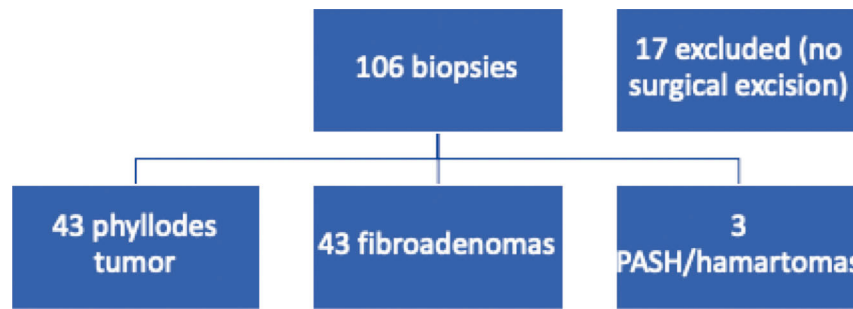 106 biopsies
17 excluded (no
surgical excision)
43 phyllodes
tumor
43 fibroadenomas
3
PASH/hamartomas